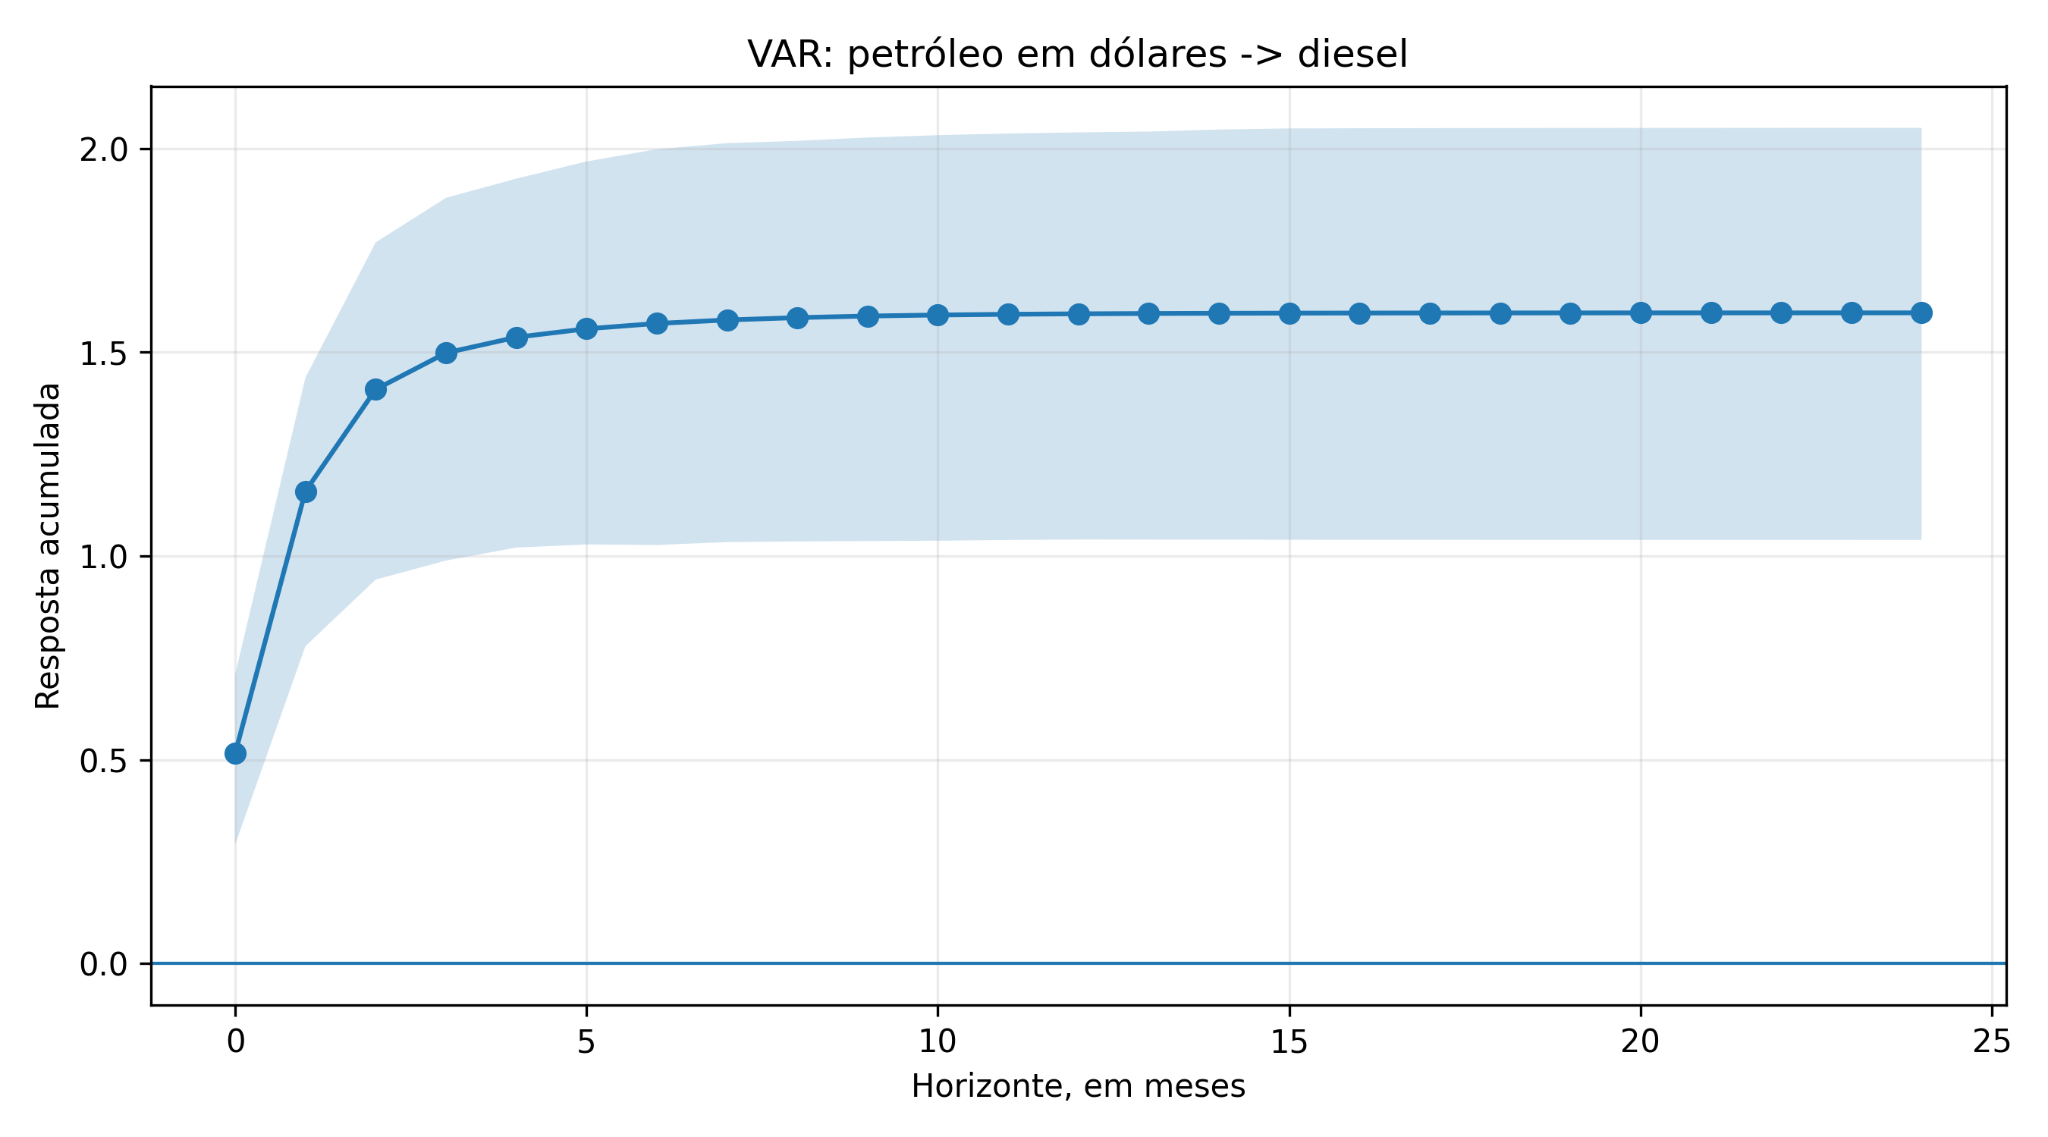 VAR: petróleo em dólares -> diesel
Resposta acumulada
2.0
1.5
1.0
0.5
0.0
0 5 10 15 20 25
Horizonte, em meses